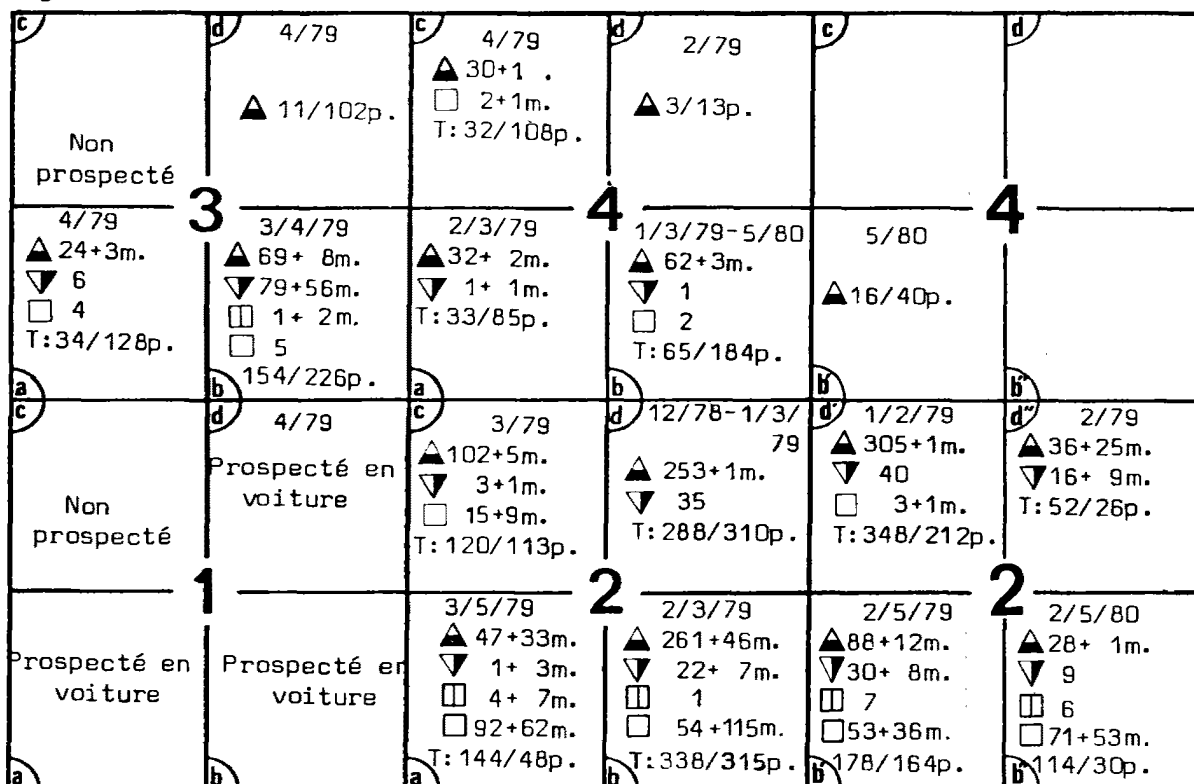 c
Non
prospecté
d
4/79
11/102p.
c
4/79
30+1 .
2+1m.
T:32/108p.
d
2/79
3/13p.
c
d
3
4
4
4/79
24+3m.
6
4
T:34/128p.
a
3/4/79
69+ 8m.
79+56m.
1+ 2m.
5
154/226p.
b
2/3/79
32+ 2m.
1+ 1m.
T:33/85p.
a
1/3/79-5/80
62+3m.
1
2
T:65/184p.
b
5/80
16/40p.
b'
b"
c
Non
prospecté
d
4/79
Prospecté en
voiture
c
3/79
102+5m.
3+1m.
15+9m.
T:120/113p.
d
12/78-1/3/
79
253+1m.
35
T:288/310p.
d'
1/2/79
305+1m.
40
3+1m.
T:348/212p.
d"
2/79
36+25m.
16+ 9m.
T:52/26p.
1
2
2
Prospecté en
voiture
a
Prospecté en
voiture
b
3/5/79
47+33m.
1+ 3m.
4+ 7m.
92+62m.
T:144/48p.
a
2/3/79
261+46m.
22+ 7m.
1
54+115m.
T:338/315p.
b
2/5/79
88+12m.
30+ 8m.
7
53+36m.
178/164p.
b'
2/5/80
28+ 1m.
9
6
71+53m.
114/30p.
b"